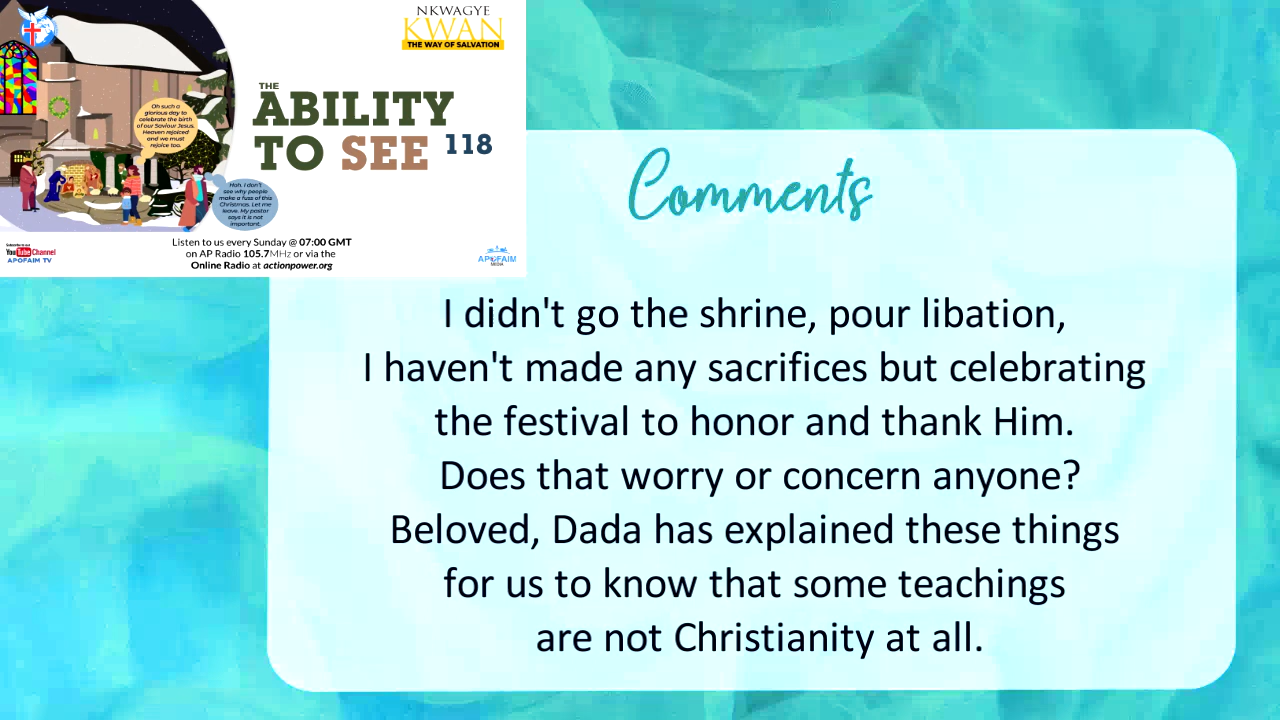 NKWAGYE
KWAN
THE WAY OF SALVATION
THE
ABILITY
TO SEE 118
Oh such a
glorious day to
celebrate the birth
of our Saviour Jesus.
Heaven rejoiced
and we must
rejoice too.
Hah, I don't
see why people
make a fuss of this
Christmas. Let me
leave. My pastor
says it is not
important.
Listen to us every Sunday @ 07:00 GMT
on AP Radio 105.7MHz or via the
Online Radio at actionpower.org
Subscribe to our
YouTube Channel
APOFAIM TV
APOFAIM
MEDIA
Comments
I didn't go the shrine, pour libation,
I haven't made any sacrifices but celebrating
the festival to honor and thank Him.
Does that worry or concern anyone?
Beloved, Dada has explained these things
for us to know that some teachings
are not Christianity at all.